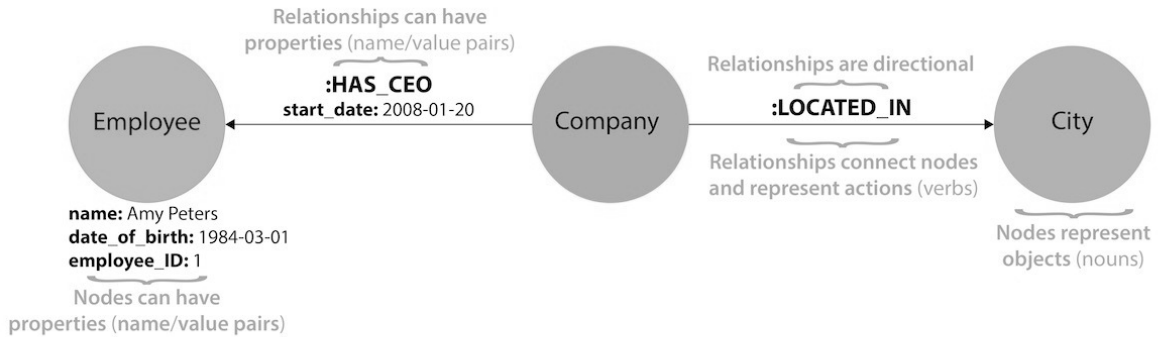 Relationships can have
properties (name/value pairs)
:HAS_CEO
start_date: 2008-01-20
Employee
name: Amy Peters
date_of_birth: 1984-03-01
employee_ID: 1
Nodes can have
properties (name/value pairs)
Company
Relationships are directional
:LOCATED_IN
Relationships connect nodes
and represent actions (verbs)
City
Nodes represent
objects (nouns)